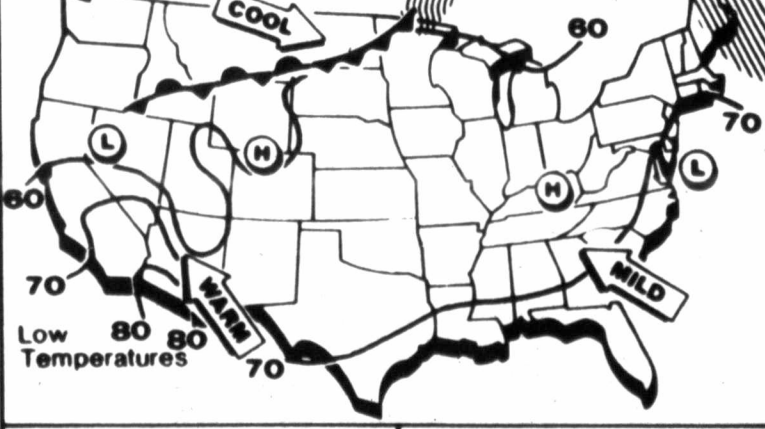 COOL
60
70
L
H
L
H
60
MILD
70
WARM
80
80
70
Low
Temperatures